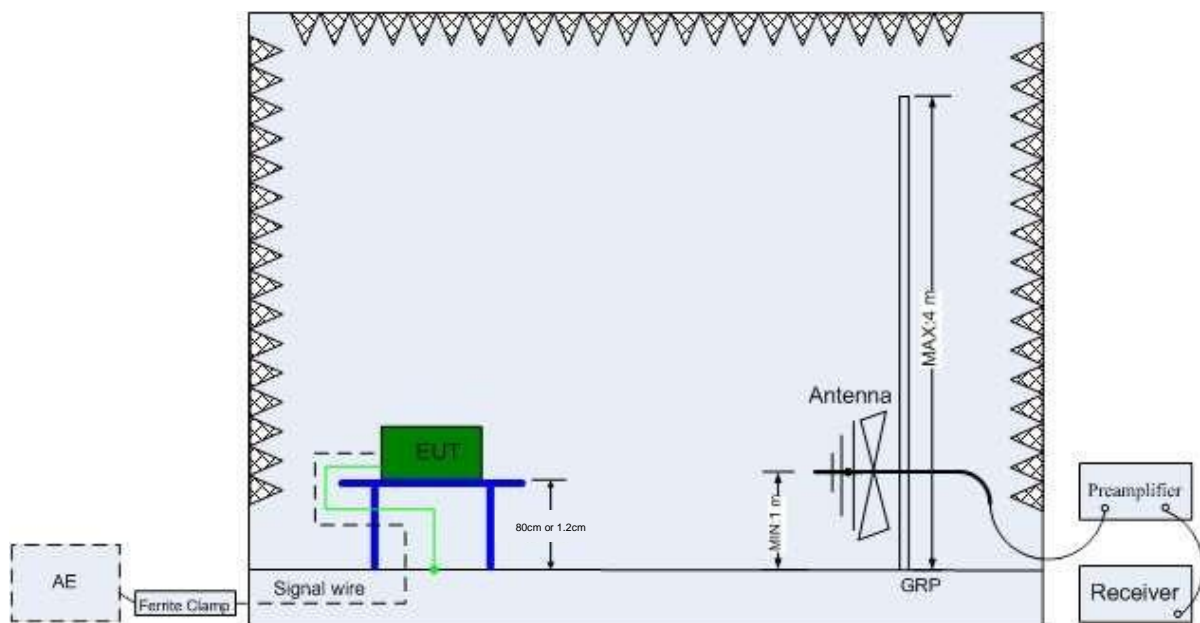 MAX:4 m
Antenna
EUT
80cm or 1.2cm
MIN:1 m
Preamplifier
AE
Signal wire
GRP
Receiver
Ferrite Clamp